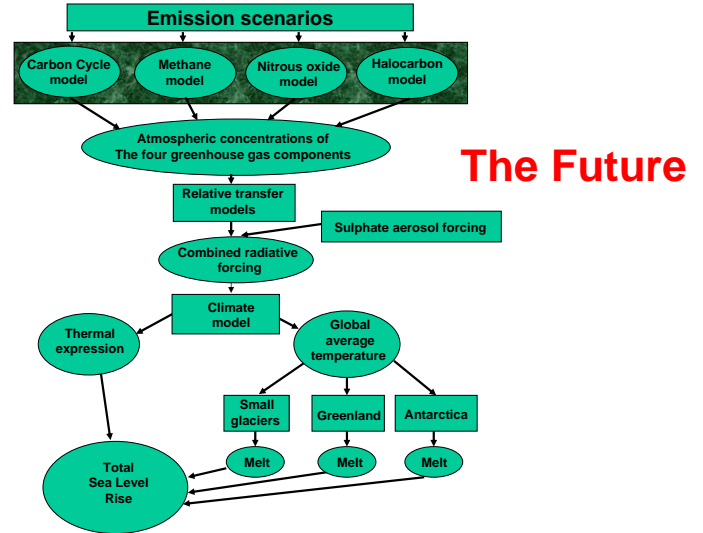 Emission scenarios
Carbon Cycle
model
Methane
model
Nitrous oxide
model
Halocarbon
model
Atmospheric concentrations of
The four greenhouse gas components
The Future
Relative transfer
models
Sulphate aerosol forcing
Combined radiative
forcing
Climate
model
Thermal
expression
Global
average
temperature
Small
glaciers
Greenland
Antarctica
Melt
Melt
Melt
Total
Sea Level
Rise